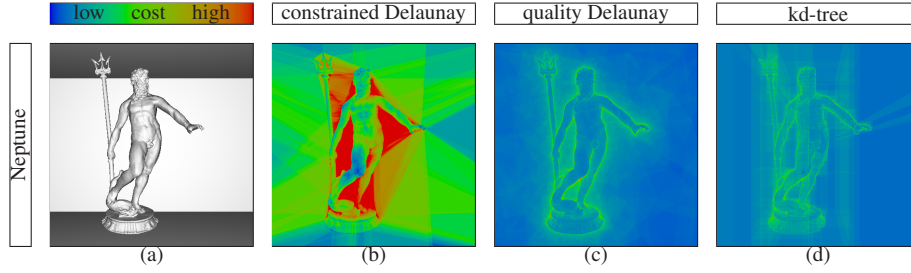 low cost high
constrained Delaunay
quality Delaunay
kd-tree
Neptune
(a)
(b)
(c)
(d)